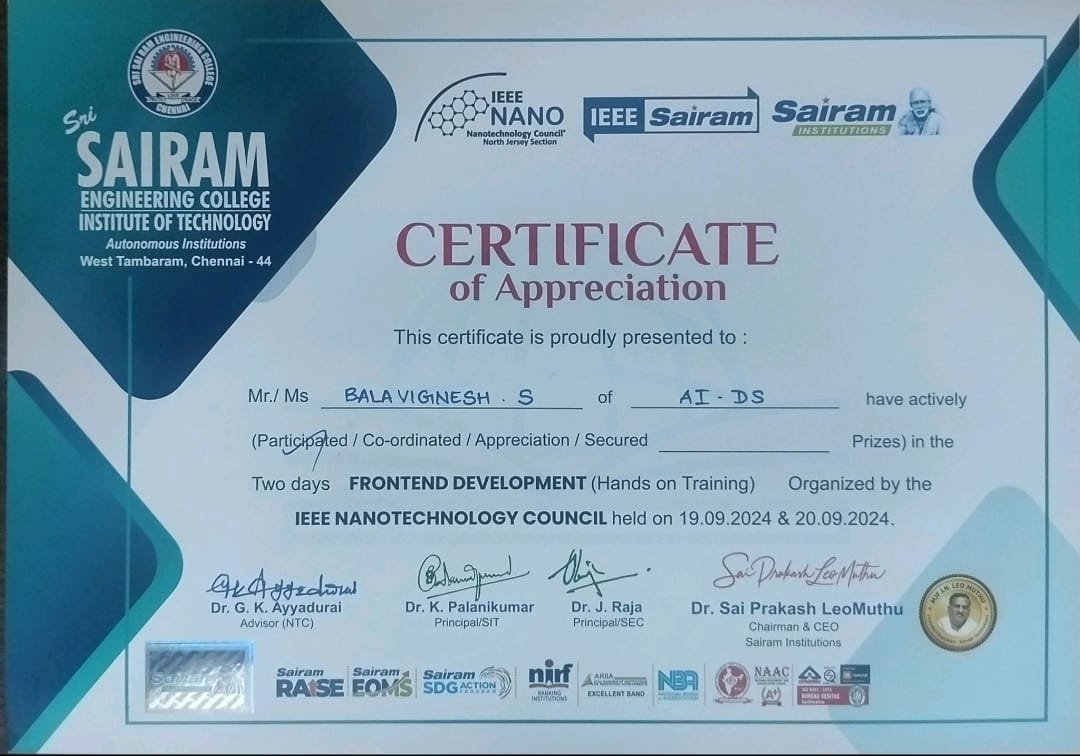 SRI SAI RAM ENGINEERING COLLEGE
CHENNAI
Sri
SAIRAM
ENGINEERING COLLEGE
INSTITUTE OF TECHNOLOGY
Autonomous Institutions
West Tambaram, Chennai - 44
IEEE
NANO
Nanotechnology Council
North Jersey Section
IEEE Sairam
Sairam
INSTITUTIONS
CERTIFICATE
of Appreciation
This certificate is proudly presented to :
Mr./ Ms BALA VIGNESH . S of AI - DS have actively
(Participated / Co-ordinated / Appreciation / Secured Prizes) in the
Two days FRONTEND DEVELOPMENT (Hands on Training) Organized by the
IEEE NANOTECHNOLOGY COUNCIL held on 19.09.2024 & 20.09.2024.
Sai Prakash LeoMuthu
Dr. G. K. Ayyadurai
Advisor (NTC)
Dr. K. Palanikumar
Principal/SIT
Dr. J. Raja
Principal/SEC
Dr. Sai Prakash LeoMuthu
Chairman & CEO
Sairam Institutions
MJF.LN. LEO MUTHU
Sairam
Sairam
RAISE
Sairam
EOMS
Sairam
SDG ACTION
PROGRAM
nirf
RANKING
INSTITUTIONS
ARIIA
EXCELLENT BAND
NBA
NAAC
A+
BUREAU VERITAS
Certification